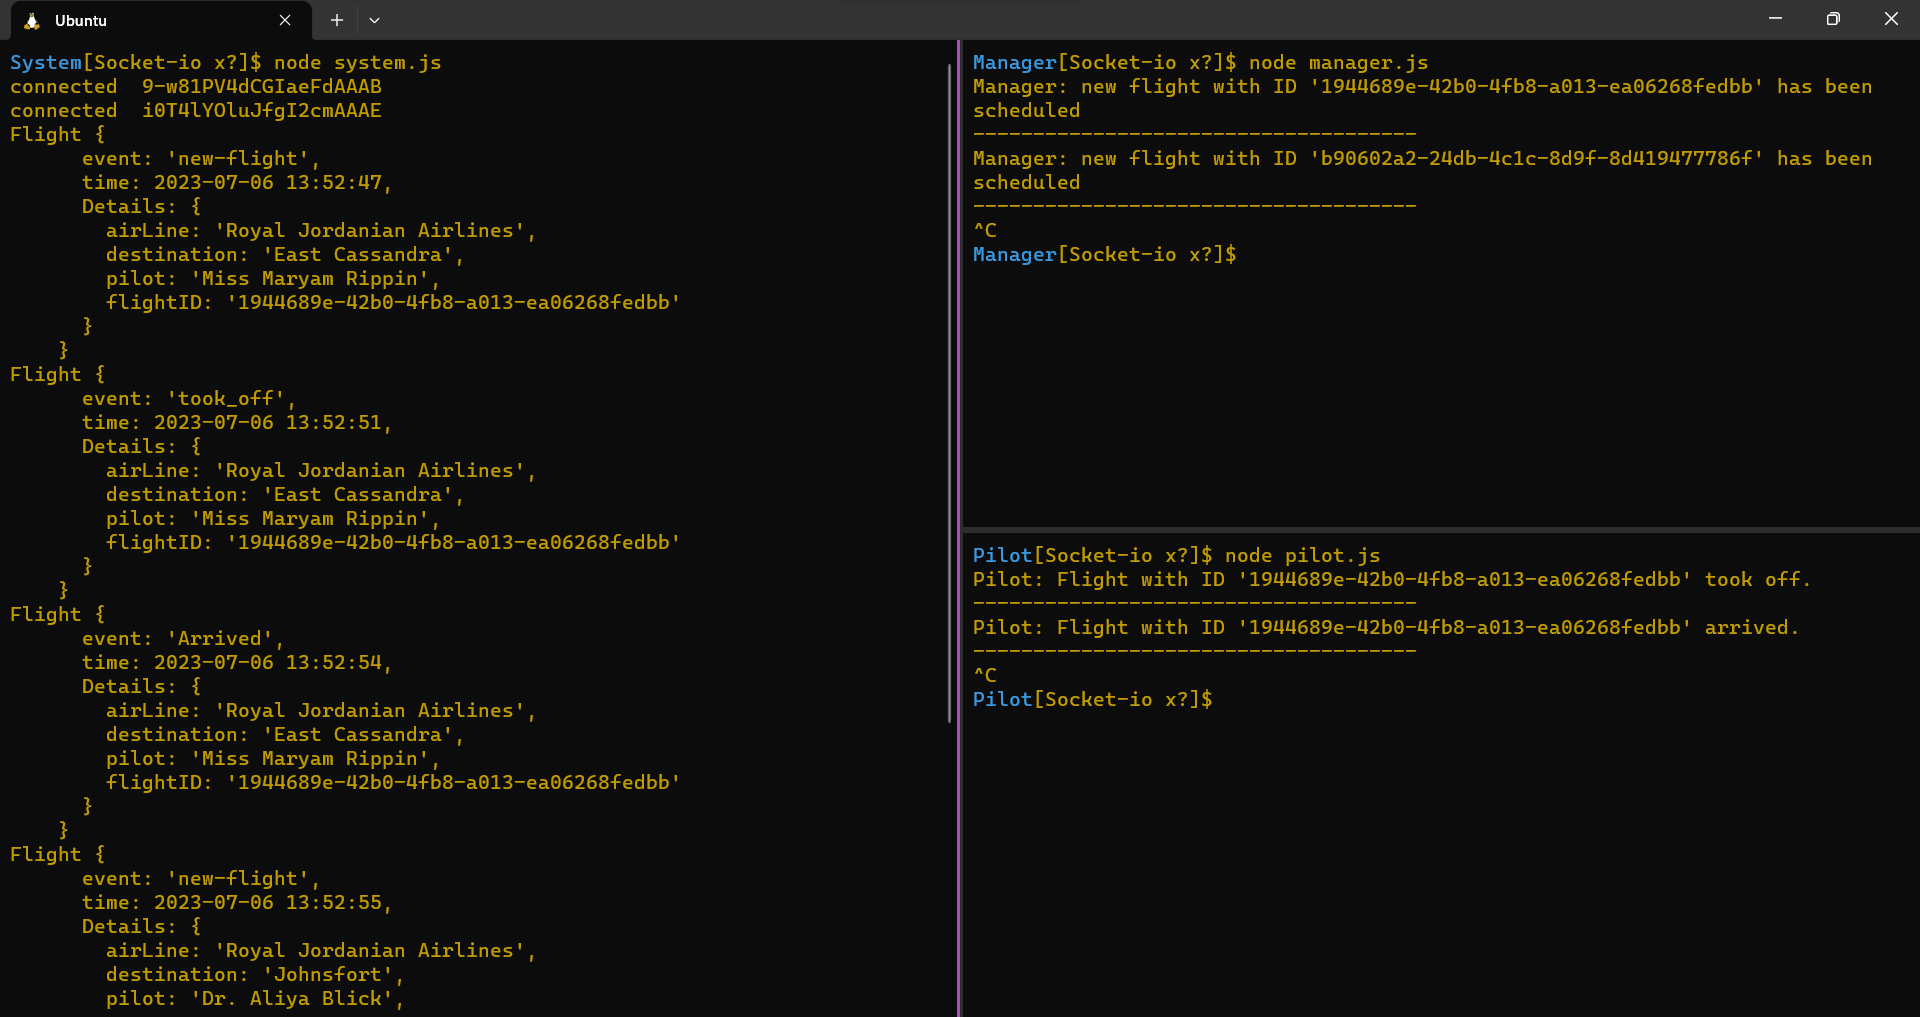 Ubuntu
System[Socket-io x?]$ node system.js
connected  9-w81PV4dCGIaeFdAAAB
connected  i0T4lYOluJfgI2cmAAAE
Flight {
      event: 'new-flight',
      time: 2023-07-06 13:52:47,
      Details: {
        airLine: 'Royal Jordanian Airlines',
        destination: 'East Cassandra',
        pilot: 'Miss Maryam Rippin',
        flightID: '1944689e-42b0-4fb8-a013-ea06268fedbb'
      }
    }
Flight {
      event: 'took_off',
      time: 2023-07-06 13:52:51,
      Details: {
        airLine: 'Royal Jordanian Airlines',
        destination: 'East Cassandra',
        pilot: 'Miss Maryam Rippin',
        flightID: '1944689e-42b0-4fb8-a013-ea06268fedbb'
      }
    }
Flight {
      event: 'Arrived',
      time: 2023-07-06 13:52:54,
      Details: {
        airLine: 'Royal Jordanian Airlines',
        destination: 'East Cassandra',
        pilot: 'Miss Maryam Rippin',
        flightID: '1944689e-42b0-4fb8-a013-ea06268fedbb'
      }
    }
Flight {
      event: 'new-flight',
      time: 2023-07-06 13:52:55,
      Details: {
        airLine: 'Royal Jordanian Airlines',
        destination: 'Johnsfort',
        pilot: 'Dr. Aliya Blick',
Manager[Socket-io x?]$ node manager.js
Manager: new flight with ID '1944689e-42b0-4fb8-a013-ea06268fedbb' has been
scheduled
-------------------------------------
Manager: new flight with ID 'b90602a2-24db-4c1c-8d9f-8d419477786f' has been
scheduled
-------------------------------------
^C
Manager[Socket-io x?]$
Pilot[Socket-io x?]$ node pilot.js
Pilot: Flight with ID '1944689e-42b0-4fb8-a013-ea06268fedbb' took off.
-------------------------------------
Pilot: Flight with ID '1944689e-42b0-4fb8-a013-ea06268fedbb' arrived.
-------------------------------------
^C
Pilot[Socket-io x?]$